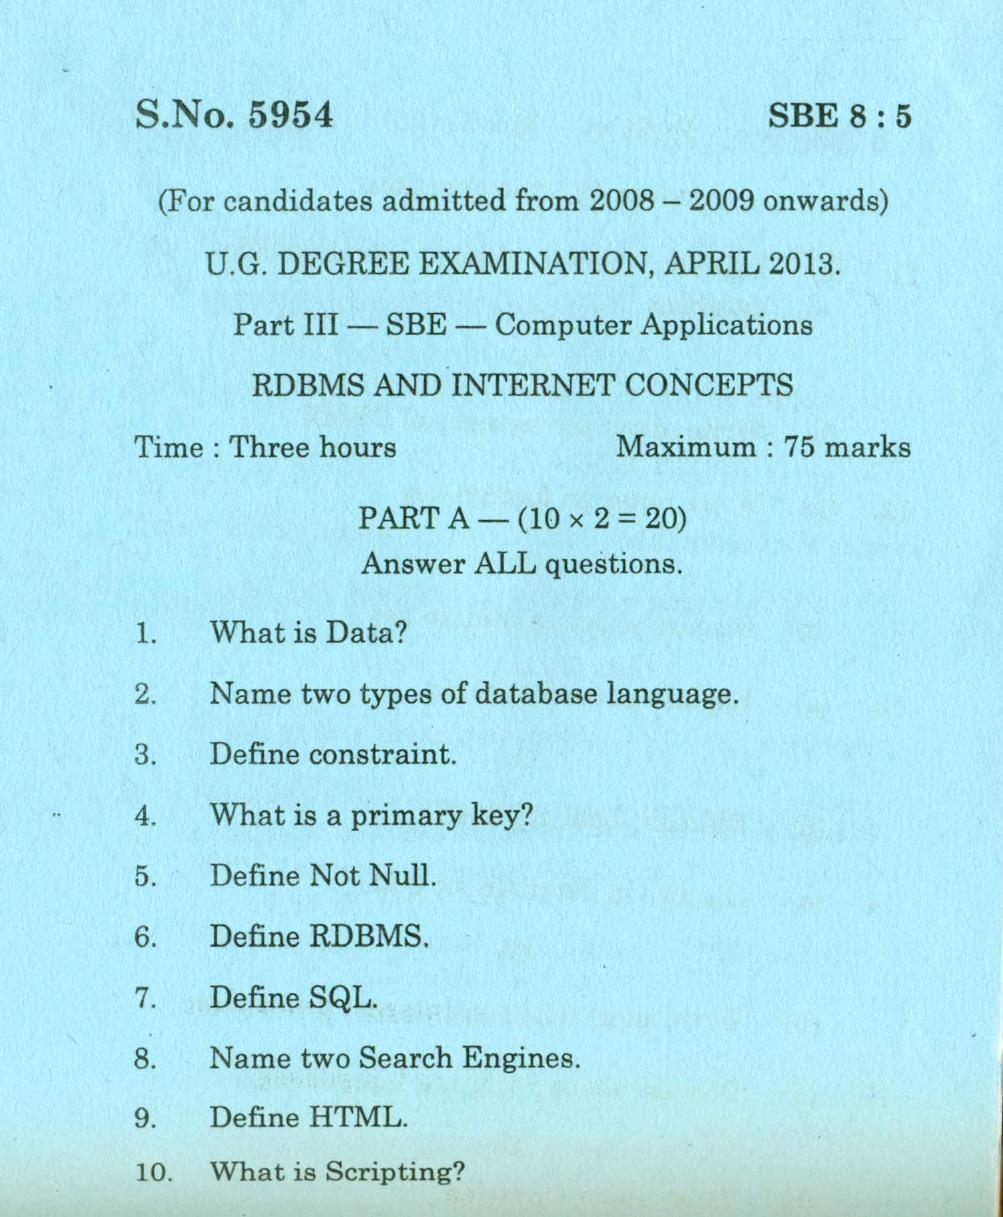 S.No. 5954 SBE 8 : 5
(For candidates admitted from 2008 – 2009 onwards)
U.G. DEGREE EXAMINATION, APRIL 2013.
Part III — SBE — Computer Applications
RDBMS AND INTERNET CONCEPTS
Time : Three hours Maximum : 75 marks
PART A — (10 × 2 = 20)
Answer ALL questions.
1. What is Data?
2. Name two types of database language.
3. Define constraint.
4. What is a primary key?
5. Define Not Null.
6. Define RDBMS.
7. Define SQL.
8. Name two Search Engines.
9. Define HTML.
10. What is Scripting?